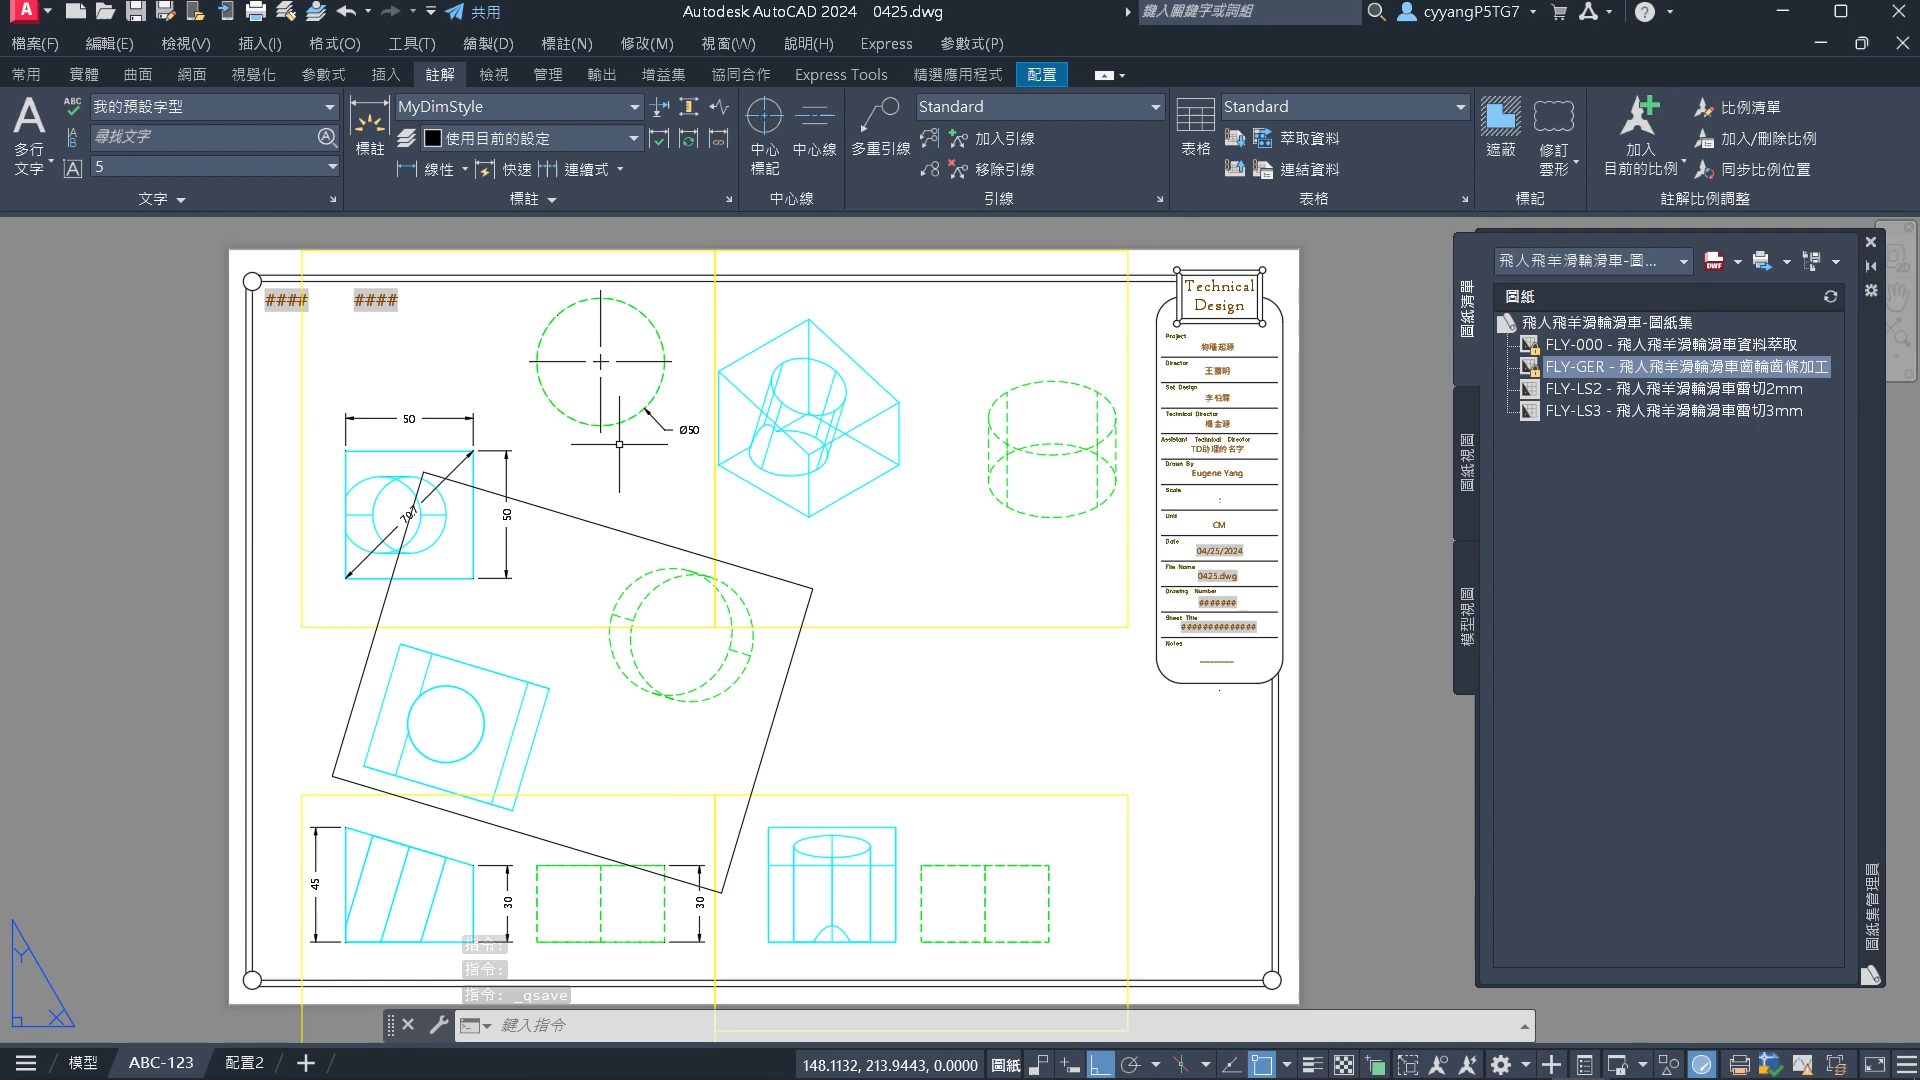 共用
Autodesk AutoCAD 2024    0425.dwg
鍵入關鍵字或詞組
cyyangP5TG7
檔案(F) 編輯(E) 檢視(V) 插入(I) 格式(O) 工具(T) 繪製(D) 標註(N) 修改(M) 視窗(W) 說明(H) Express 參數式(P)
常用 實體 曲面 網面 視覺化 參數式 插入 註解 檢視 管理 輸出 增益集 協同合作 Express Tools 精選應用程式 配置
多行
文字
ABC
我的預設字型
尋找文字
5
文字
標註
MyDimStyle
使用目前的設定
線性 快速 連續式
標註
中心
標記
中心線
中心線
多重引線
Standard
加入引線
移除引線
引線
表格
Standard
萃取資料
連結資料
表格
遮蔽
修訂
雲形
標記
加入
目前的比例
比例清單
加入/刪除比例
同步比例位置
註解比例調整
####
####
Ø50
50
50
70.7
45
30
30
Technical
Design
Project
物種起源
Director
王寶明
Set Design
李柏霖
Technical Director
楊金源
Assistant Technical Director
TD助理的名字
Drawn By
Eugene Yang
Scale
:
Unit
CM
Date
04/25/2024
File Name
0425.dwg
Drawing Number
#######
Sheet Title
##############
Notes
--------
飛人飛羊滑輪滑車-圖...
圖紙
飛人飛羊滑輪滑車-圖紙集
FLY-000 - 飛人飛羊滑輪滑車資料萃取
FLY-GER - 飛人飛羊滑輪滑車齒輪齒條加工
FLY-LS2 - 飛人飛羊滑輪滑車雷切2mm
FLY-LS3 - 飛人飛羊滑輪滑車雷切3mm
圖紙清單
圖紙視圖
模型視圖
圖紙集管理員
Y
X
指令:
指令:
指令: _qsave
鍵入指令
模型 ABC-123 配置2
148.1132, 213.9443, 0.0000 圖紙